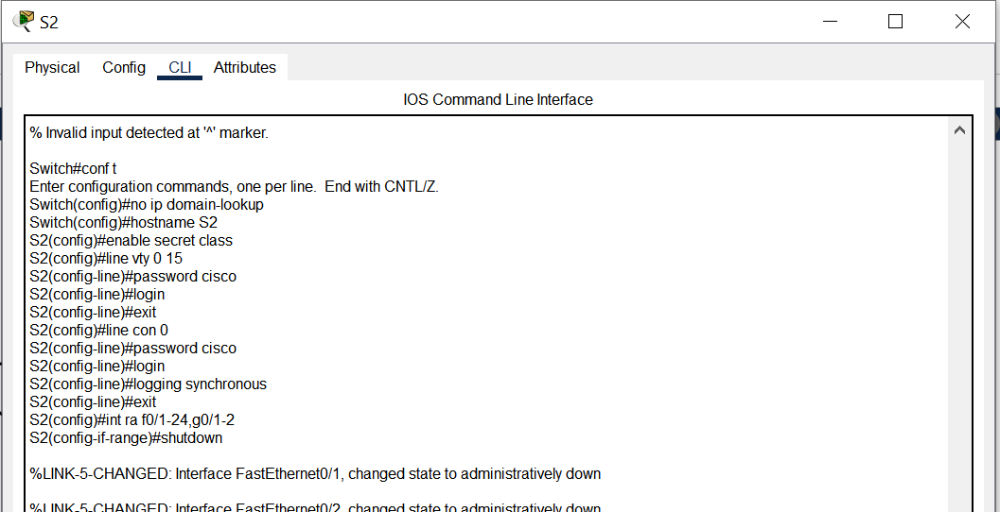 S2
Physical Config CLI Attributes
IOS Command Line Interface
% Invalid input detected at '^' marker.
Switch#conf t
Enter configuration commands, one per line.  End with CNTL/Z.
Switch(config)#no ip domain-lookup
Switch(config)#hostname S2
S2(config)#enable secret class
S2(config)#line vty 0 15
S2(config-line)#password cisco
S2(config-line)#login
S2(config-line)#exit
S2(config)#line con 0
S2(config-line)#password cisco
S2(config-line)#login
S2(config-line)#logging synchronous
S2(config-line)#exit
S2(config)#int ra f0/1-24,g0/1-2
S2(config-if-range)#shutdown
%LINK-5-CHANGED: Interface FastEthernet0/1, changed state to administratively down
%LINK-5-CHANGED: Interface FastEthernet0/2, changed state to administratively down